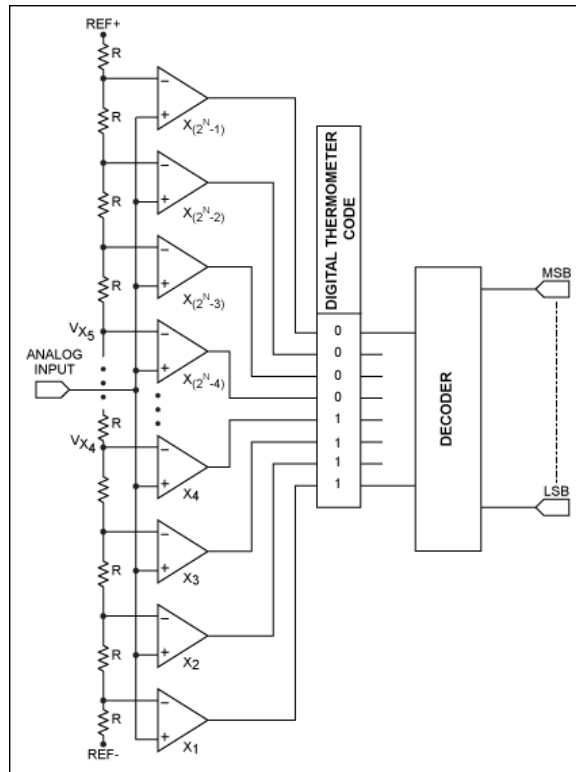 REF+
R
−
+
X(2^N-1)
R
−
+
X(2^N-2)
R
−
+
X(2^N-3)
R
VX5
−
+
X(2^N-4)
ANALOG
INPUT
R
VX4
−
+
X4
R
−
+
X3
R
−
+
X2
R
−
+
X1
R
REF-
DIGITAL THERMOMETER
CODE
0
0
0
0
1
1
1
1
DECODER
MSB
LSB